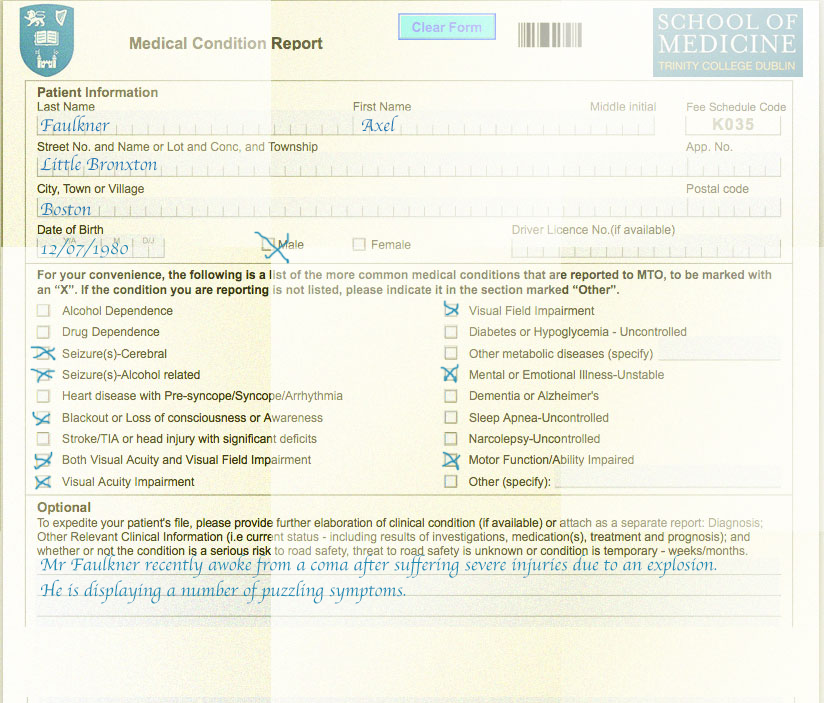 Medical Condition Report
Clear Form
SCHOOL OF
MEDICINE
TRINITY COLLEGE DUBLIN
Patient Information
Last Name First Name Middle initial Fee Schedule Code
Faulkner Axel K035
Street No. and Name or Lot and Conc, and Township App. No.
Little Bronxton
City, Town or Village Postal code
Boston
Date of Birth Driver Licence No.(if available)
12/07/1980 Male Female
For your convenience, the following is a list of the more common medical conditions that are reported to MTO, to be marked with
an “X”. If the condition you are reporting is not listed, please indicate it in the section marked “Other”.
Alcohol Dependence Visual Field Impairment
Drug Dependence Diabetes or Hypoglycemia - Uncontrolled
Seizure(s)-Cerebral Other metabolic diseases (specify)
Seizure(s)-Alcohol related Mental or Emotional Illness-Unstable
Heart disease with Pre-syncope/Syncope/Arrhythmia Dementia or Alzheimer's
Blackout or Loss of consciousness or Awareness Sleep Apnea-Uncontrolled
Stroke/TIA or head injury with significant deficits Narcolepsy-Uncontrolled
Both Visual Acuity and Visual Field Impairment Motor Function/Ability Impaired
Visual Acuity Impairment Other (specify):
Optional
To expedite your patient's file, please provide further elaboration of clinical condition (if available) or attach as a separate report: Diagnosis;
Other Relevant Clinical Information (i.e current status - including results of investigations, medication(s), treatment and prognosis); and
whether or not the condition is a serious risk to road safety, threat to road safety is unknown or condition is temporary - weeks/months.
Mr Faulkner recently awoke from a coma after suffering severe injuries due to an explosion.
He is displaying a number of puzzling symptoms.